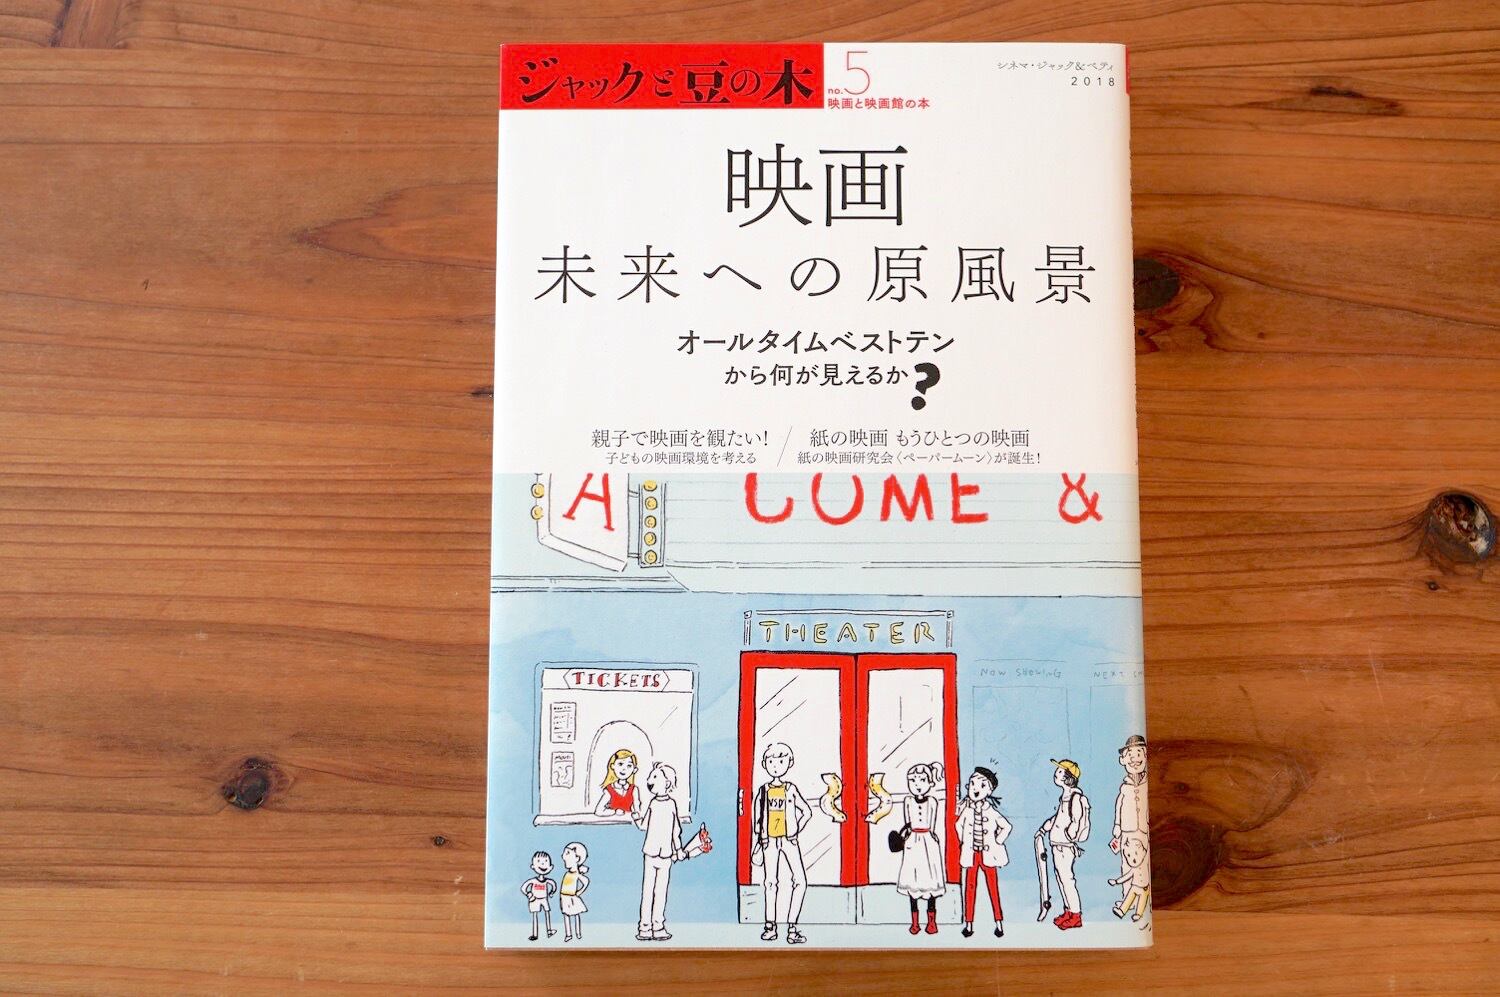 ジャックと豆の木
no.5
映画と映画館の本
シネマ・ジャック&ベティ
2018
映画
未来への原風景
オールタイムベストテン
から何が見えるか?
親子で映画を観たい!／紙の映画 もうひとつの映画
子どもの映画環境を考える 紙の映画研究会〈ペーパームーン〉が誕生!
A COME &
THEATER
TICKETS
NOW SHOWING
NEXT